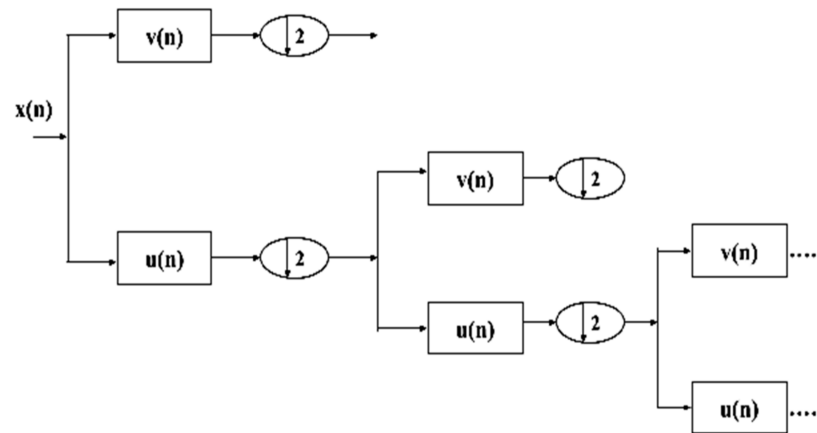 v(n)
2
x(n)
v(n)
2
u(n)
2
v(n)
....
u(n)
2
u(n)
....